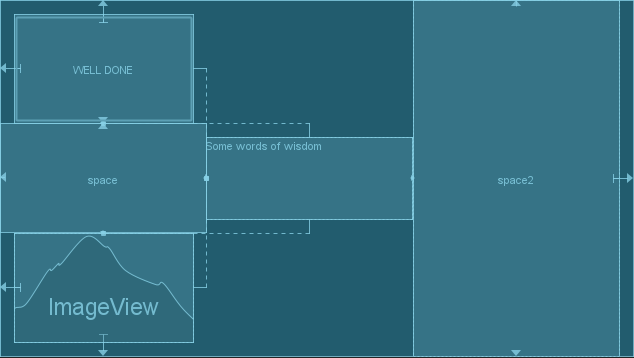 WELL DONE
Some words of wisdom
space
space2
ImageView